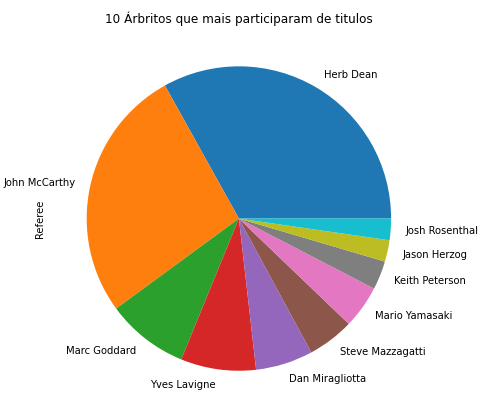 10 Árbritos que mais participaram de titulos
Herb Dean
John McCarthy
Referee
Josh Rosenthal
Jason Herzog
Keith Peterson
Mario Yamasaki
Marc Goddard
Steve Mazzagatti
Yves Lavigne
Dan Miragliotta